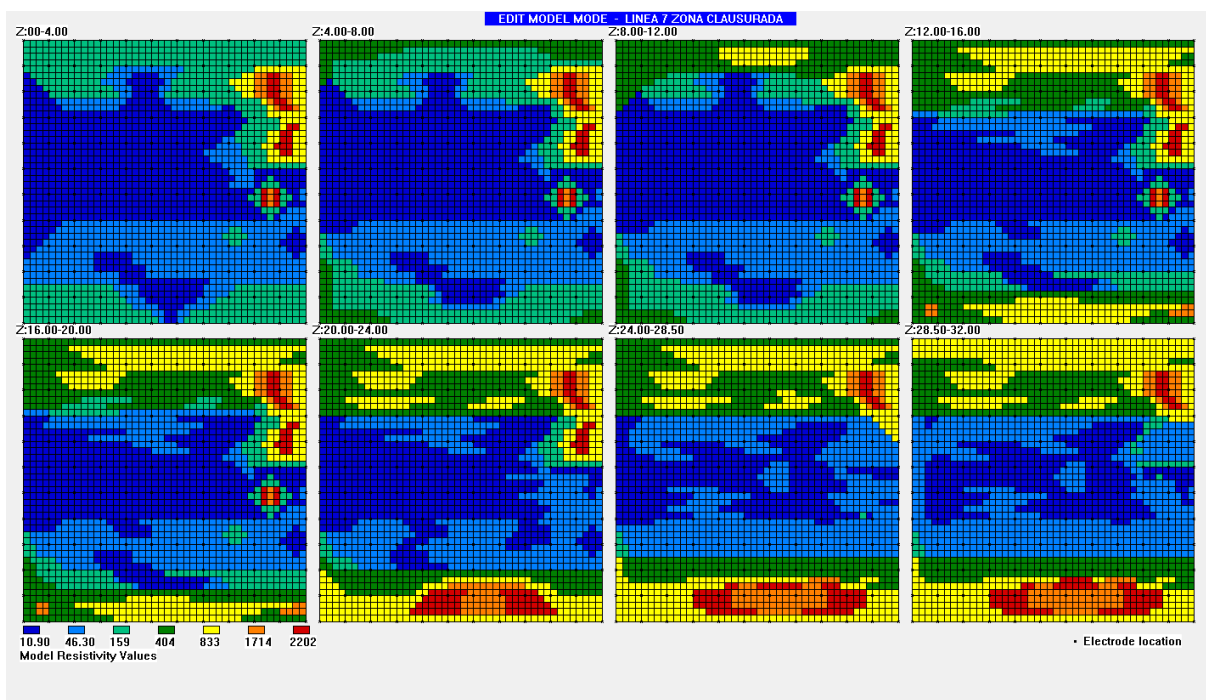 EDIT MODEL MODE - LINEA 7 ZONA CLAUSURADA
Z:00-4.00
Z:4.00-8.00
Z:8.00-12.00
Z:12.00-16.00
Z:16.00-20.00
Z:20.00-24.00
Z:24.00-28.50
Z:28.50-32.00
10.90 46.30 159 404 833 1714 2202
Model Resistivity Values
• Electrode location